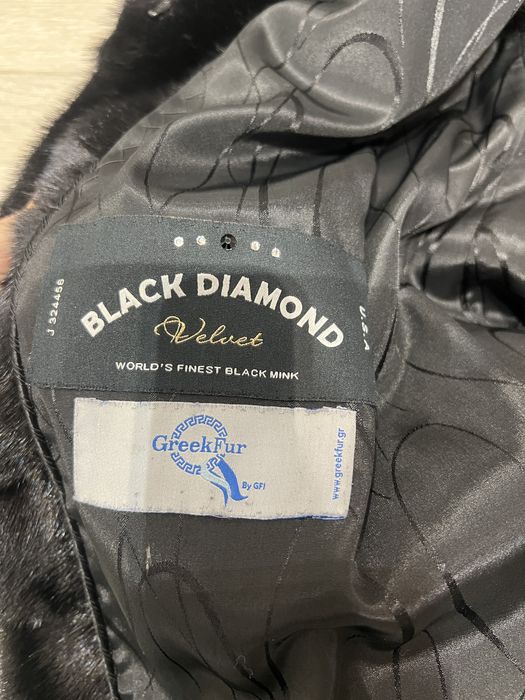 BLACK DIAMOND
Velvet
WORLD'S FINEST BLACK MINK
J 324456
U.S.A
GreekFur
By GFI
www.greekfur.gr